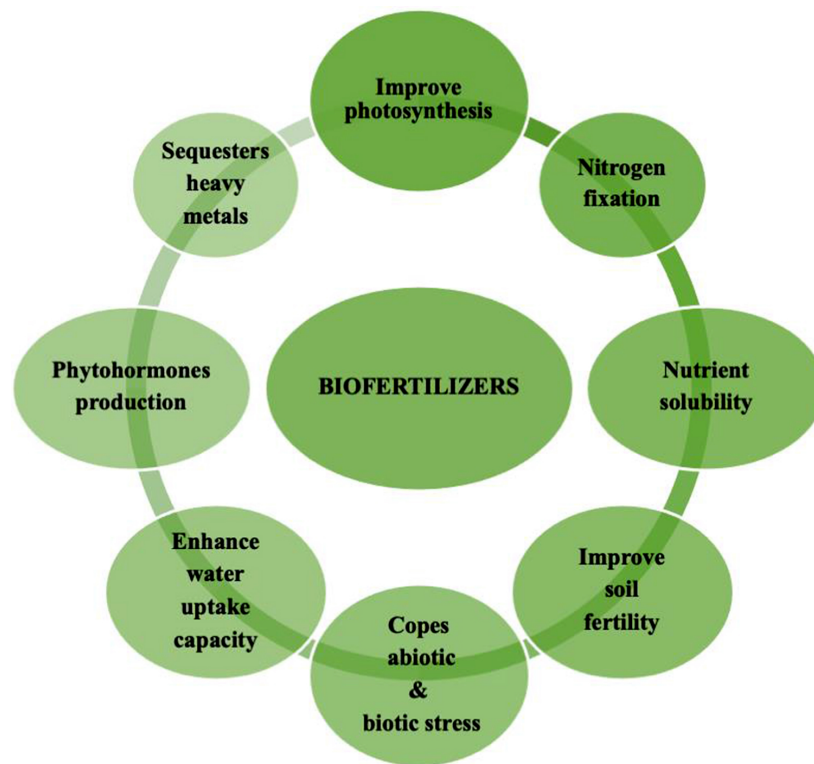 Improve
photosynthesis
Nitrogen
fixation
Nutrient
solubility
Improve
soil
fertility
Copes
abiotic
&
biotic stress
Enhance
water
uptake
capacity
Phytohormones
production
Sequesters
heavy
metals
BIOFERTILIZERS